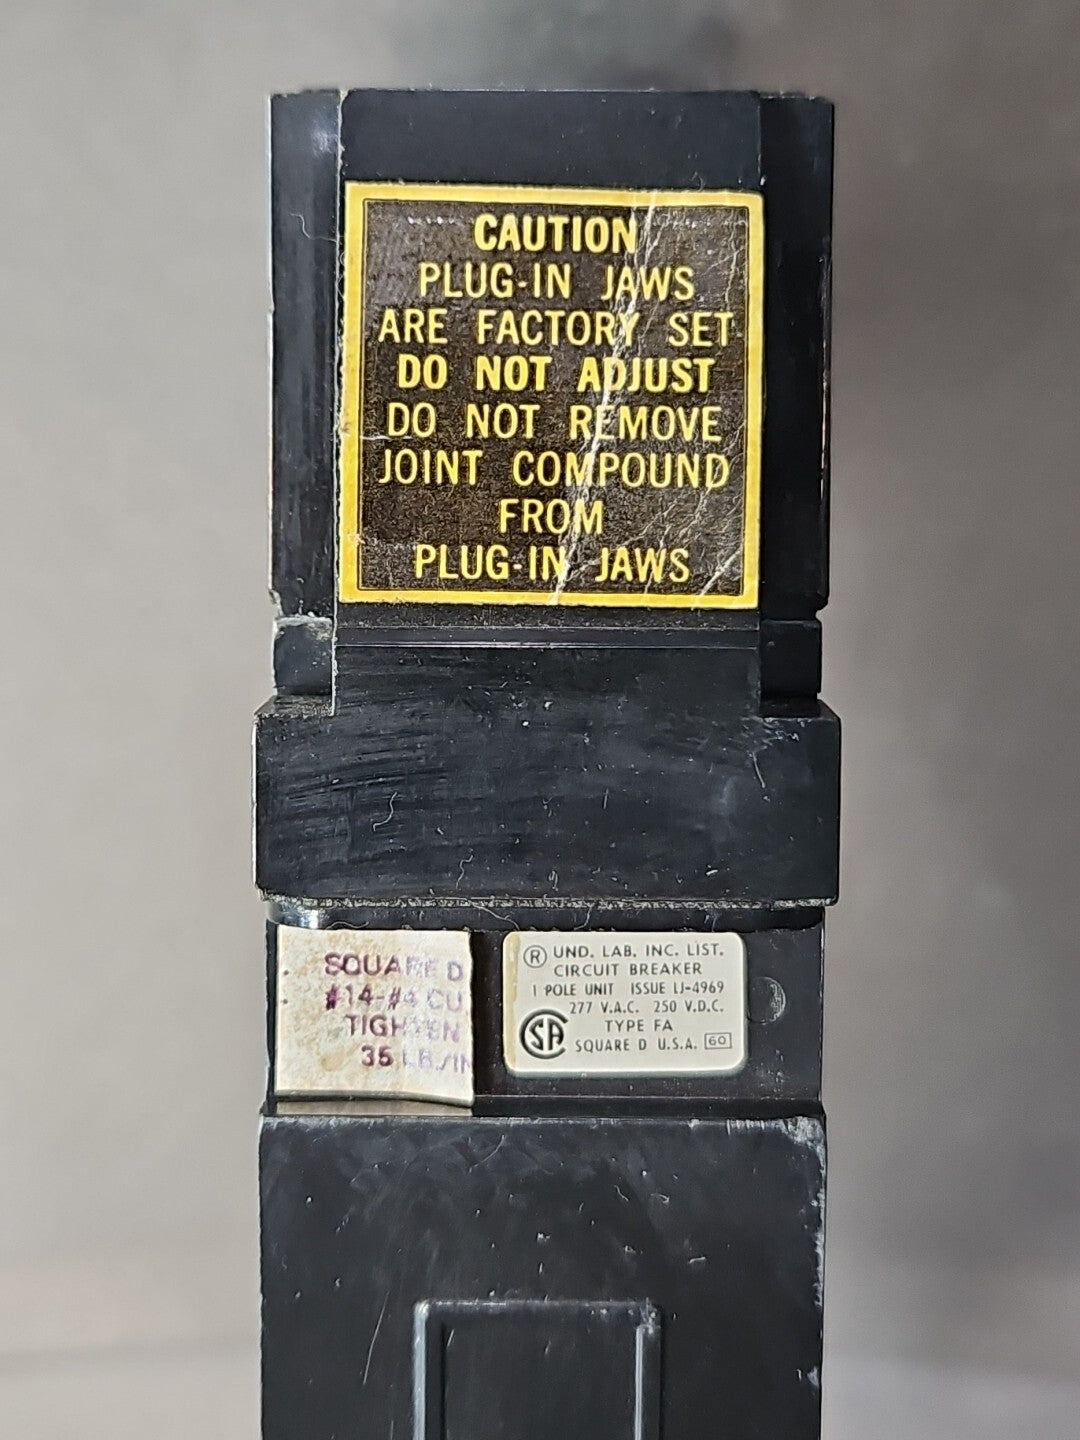 CAUTION
PLUG-IN JAWS
ARE FACTORY SET
DO NOT ADJUST
DO NOT REMOVE
JOINT COMPOUND
FROM
PLUG-IN JAWS
SQUARE D
#14-#4 CU.
TIGHTEN
35 LB./IN
® UND. LAB. INC. LIST.
CIRCUIT BREAKER
1 POLE UNIT ISSUE LJ-4969
277 V.A.C. 250 V.D.C.
SA TYPE FA
SQUARE D U.S.A. 60